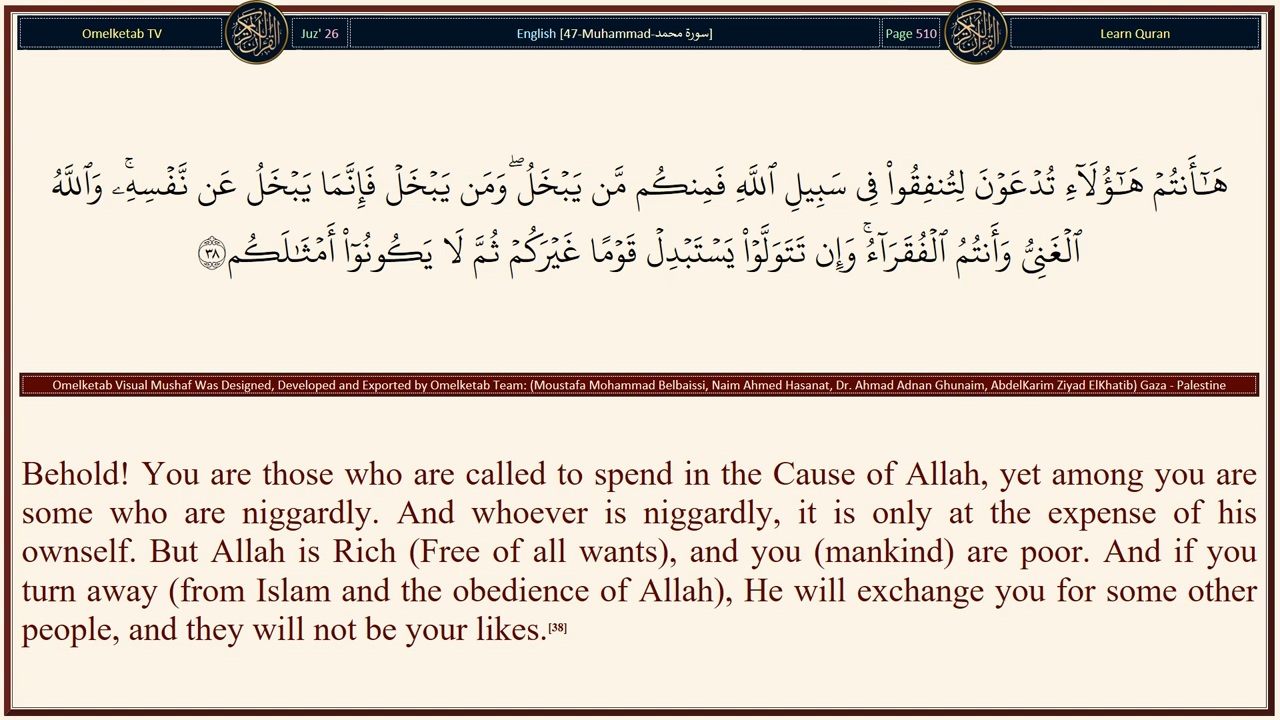 Omelketab TV
Juz' 26
English [47-Muhammad-سورة محمد]
Page 510
Learn Quran
هَـٰٓأَنتُمۡ هَـٰٓؤُلَآءِ تُدۡعَوۡنَ لِتُنفِقُواْ فِي سَبِيلِ ٱللَّهِ فَمِنكُم مَّن يَبۡخَلُۖ وَمَن يَبۡخَلۡ فَإِنَّمَا يَبۡخَلُ عَن نَّفۡسِهِۦۚ وَٱللَّهُ
ٱلۡغَنِيُّ وَأَنتُمُ ٱلۡفُقَرَآءُۚ وَإِن تَتَوَلَّوۡاْ يَسۡتَبۡدِلۡ قَوۡمًا غَيۡرَكُمۡ ثُمَّ لَا يَكُونُوٓاْ أَمۡثَـٰلَكُم ٣٨
Omelketab Visual Mushaf Was Designed, Developed and Exported by Omelketab Team: (Moustafa Mohammad Belbaissi, Naim Ahmed Hasanat, Dr. Ahmad Adnan Ghunaim, AbdelKarim Ziyad ElKhatib) Gaza - Palestine
Behold! You are those who are called to spend in the Cause of Allah, yet among you are
some who are niggardly. And whoever is niggardly, it is only at the expense of his
ownself. But Allah is Rich (Free of all wants), and you (mankind) are poor. And if you
turn away (from Islam and the obedience of Allah), He will exchange you for some other
people, and they will not be your likes.[38]